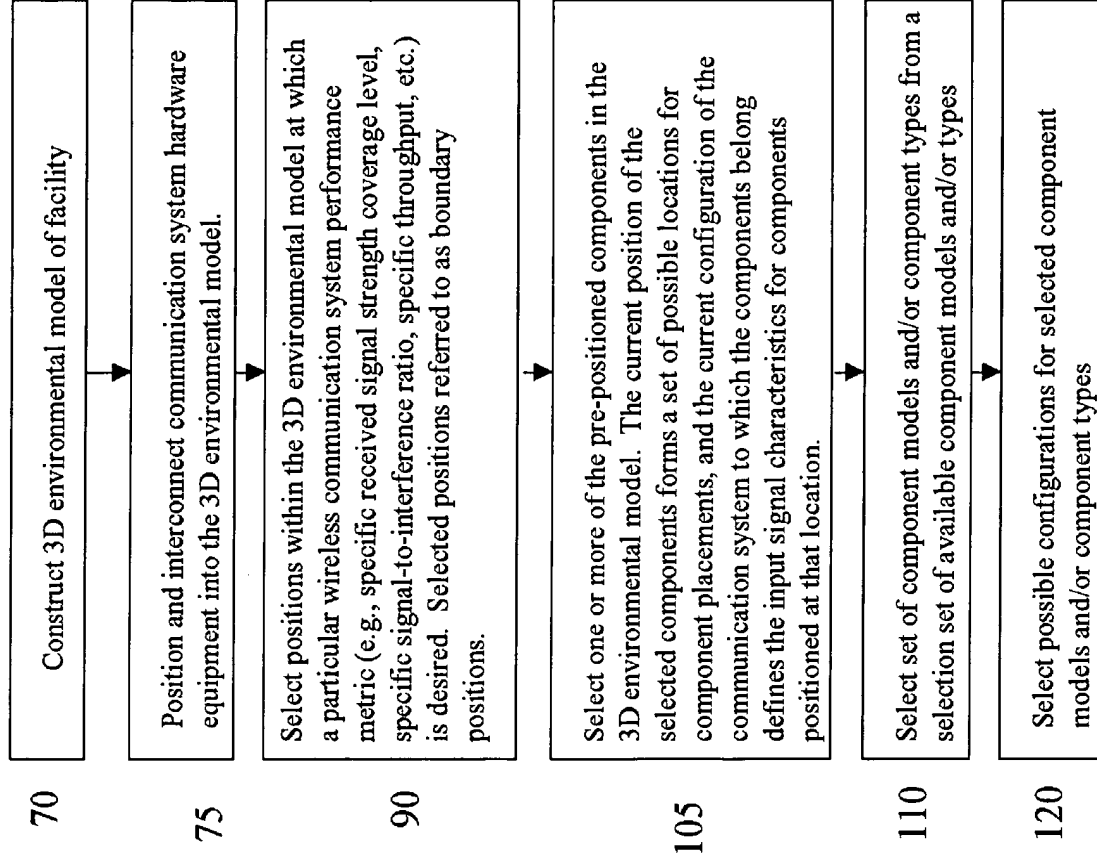 70
Construct 3D environmental model of facility
75
Position and interconnect communication system hardware
equipment into the 3D environmental model.
90
Select positions within the 3D environmental model at which
a particular wireless communication system performance
metric (e.g., specific received signal strength coverage level,
specific signal-to-interference ratio, specific throughput, etc.)
is desired. Selected positions referred to as boundary
positions.
105
Select one or more of the pre-positioned components in the
3D environmental model. The current position of the
selected components forms a set of possible locations for
component placements, and the current configuration of the
communication system to which the components belong
defines the input signal characteristics for components
positioned at that location.
110
Select set of component models and/or component types from a
selection set of available component models and/or types
120
Select possible configurations for selected component
models and/or component types